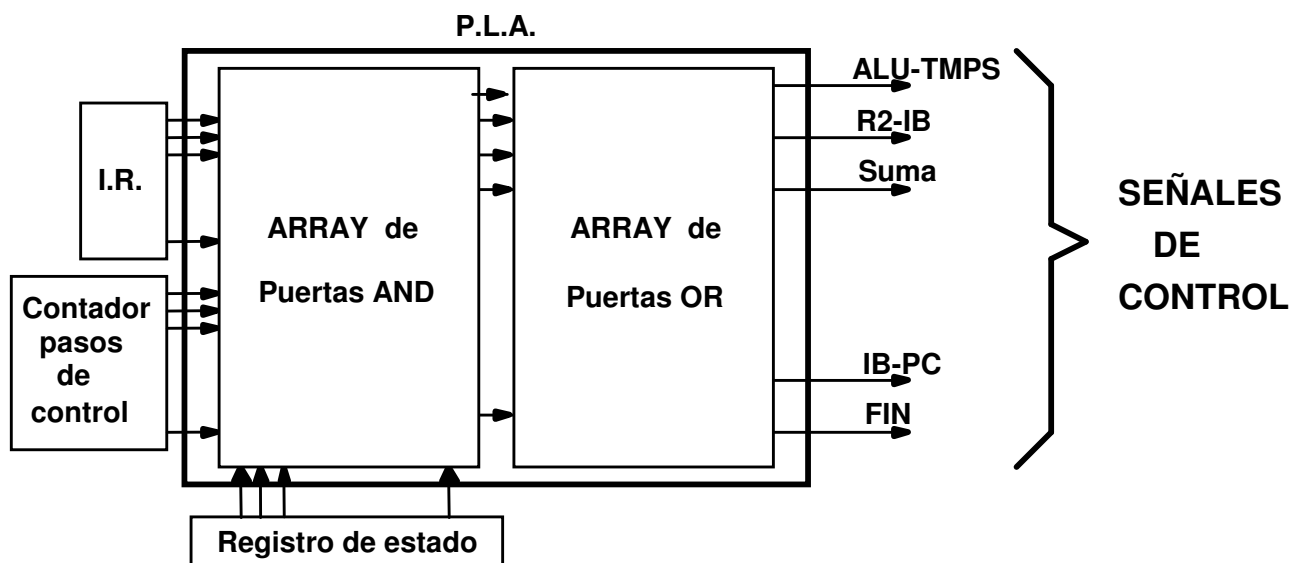 P.L.A.
I.R.
Contador
pasos
de
control
ARRAY de
Puertas AND
ARRAY de
Puertas OR
Registro de estado
ALU-TMPS
R2-IB
Suma
IB-PC
FIN
SEÑALES
DE
CONTROL